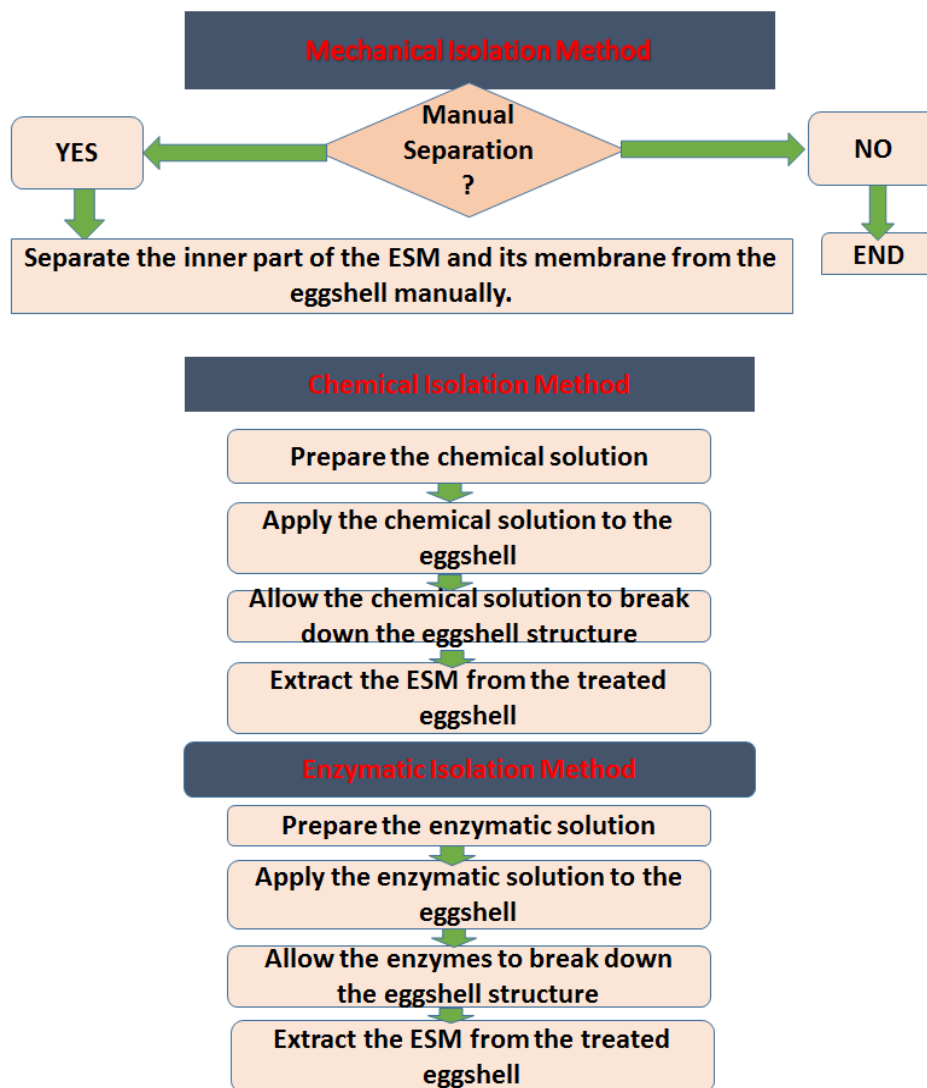 Mechanical Isolation Method
Manual
Separation
?
YES
NO
Separate the inner part of the ESM and its membrane from the
eggshell manually.
END
Chemical Isolation Method
Prepare the chemical solution
Apply the chemical solution to the
eggshell
Allow the chemical solution to break
down the eggshell structure
Extract the ESM from the treated
eggshell
Enzymatic Isolation Method
Prepare the enzymatic solution
Apply the enzymatic solution to the
eggshell
Allow the enzymes to break down
the eggshell structure
Extract the ESM from the treated
eggshell